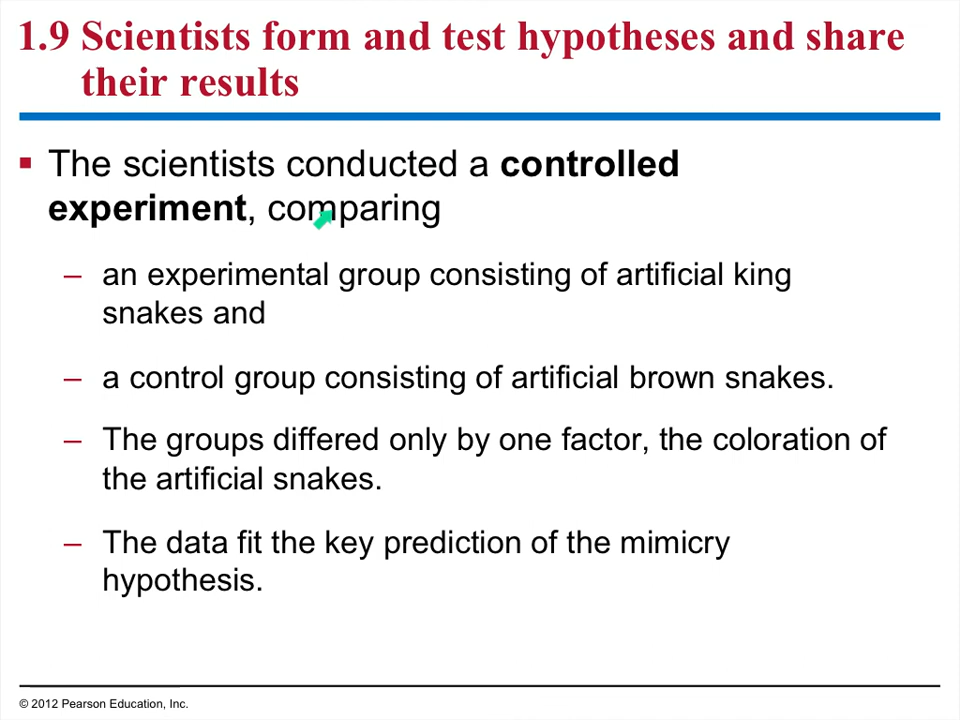 1.9 Scientists form and test hypotheses and share
their results
▪ The scientists conducted a controlled
experiment, comparing
– an experimental group consisting of artificial king
snakes and
– a control group consisting of artificial brown snakes.
– The groups differed only by one factor, the coloration of
the artificial snakes.
– The data fit the key prediction of the mimicry
hypothesis.
© 2012 Pearson Education, Inc.